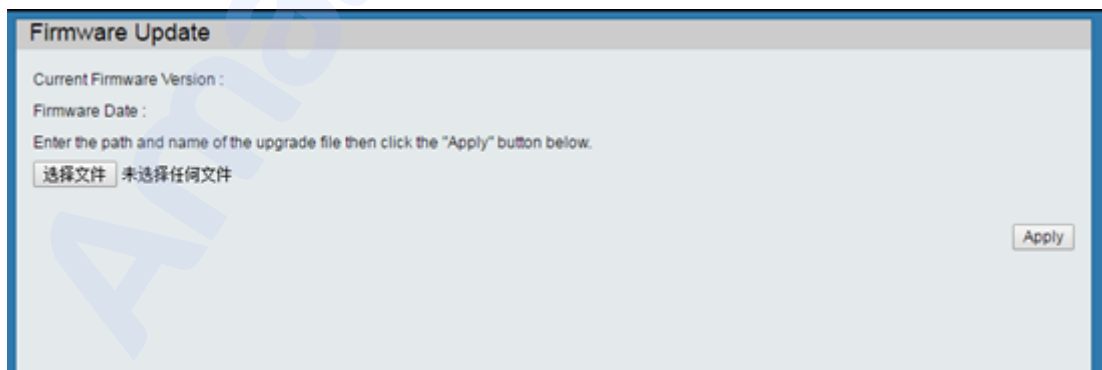 Firmware Update
Current Firmware Version :
Firmware Date :
Enter the path and name of the upgrade file then click the "Apply" button below.
选择文件 未选择任何文件
Apply